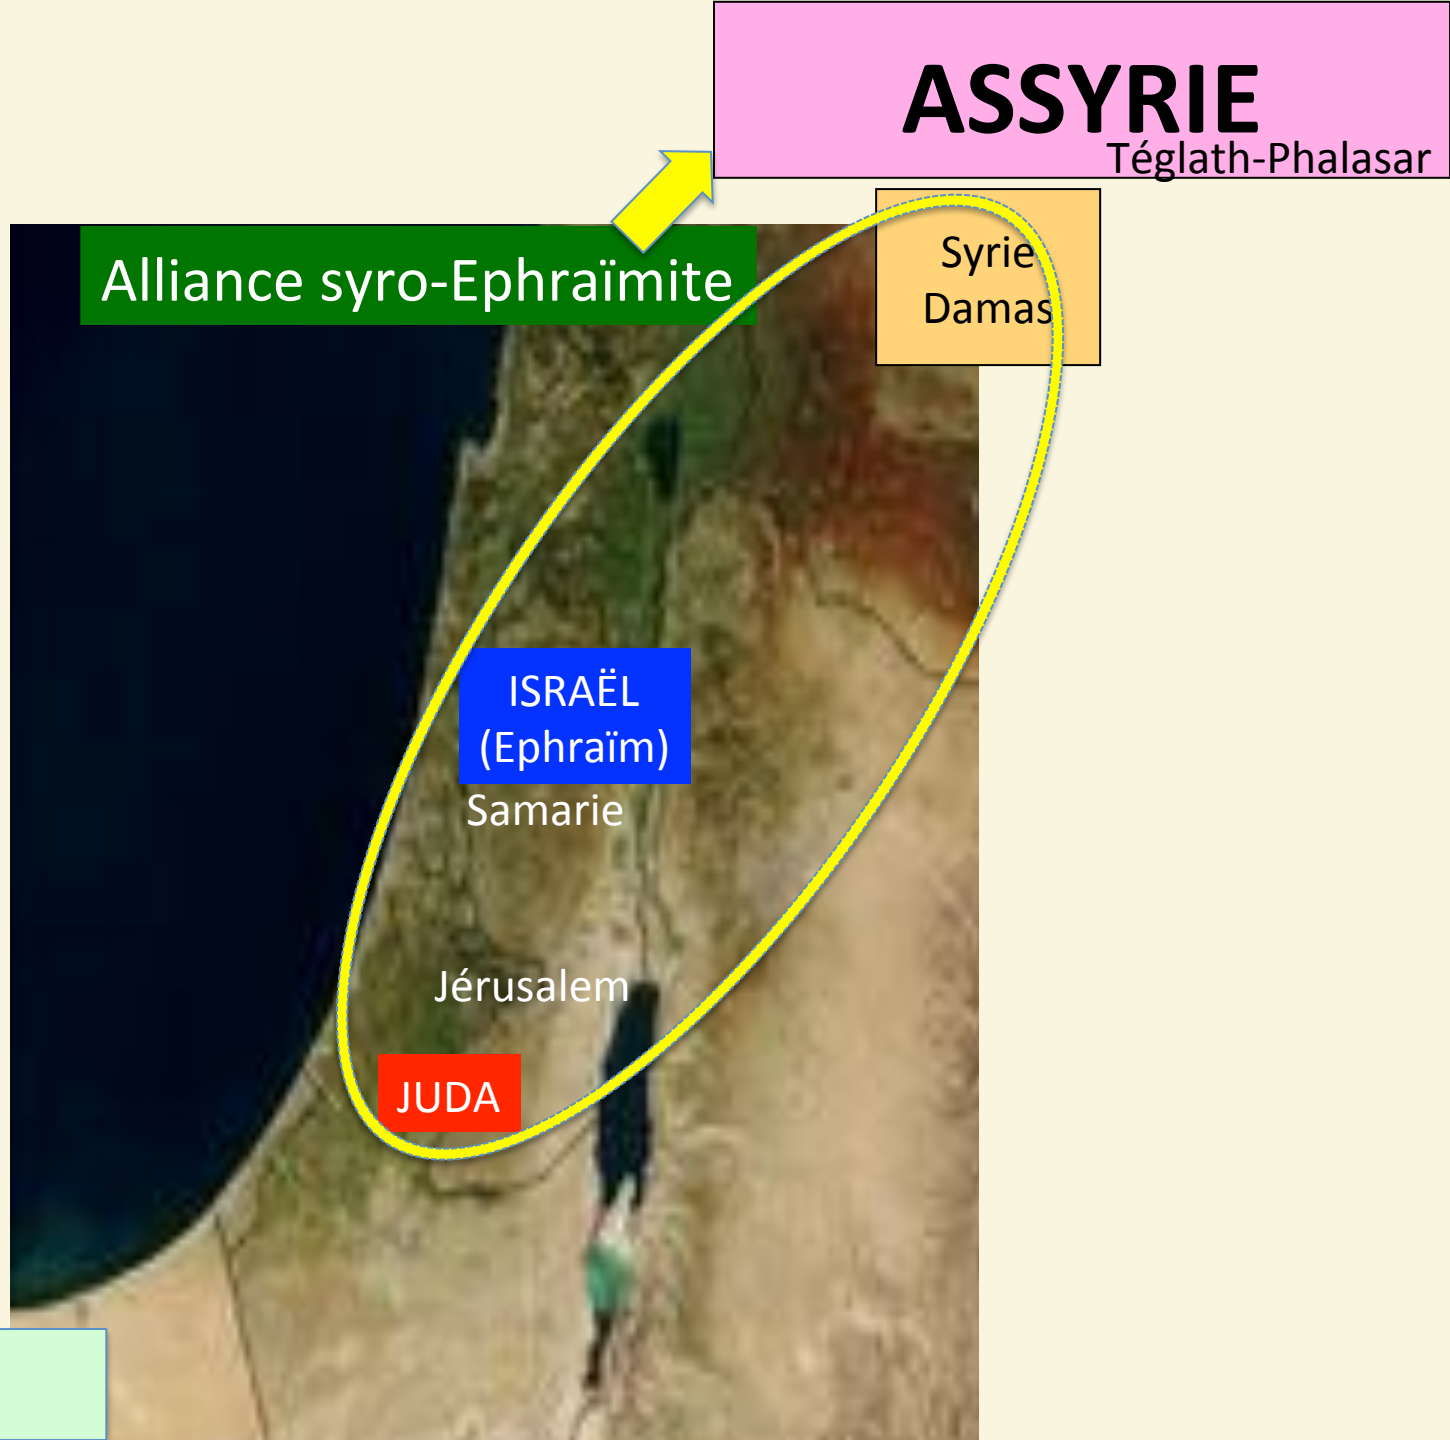 ASSYRIE
Téglath-Phalasar
Alliance syro-Ephraïmite
Syrie
Damas
ISRAËL
(Ephraïm)
Samarie
Jérusalem
JUDA